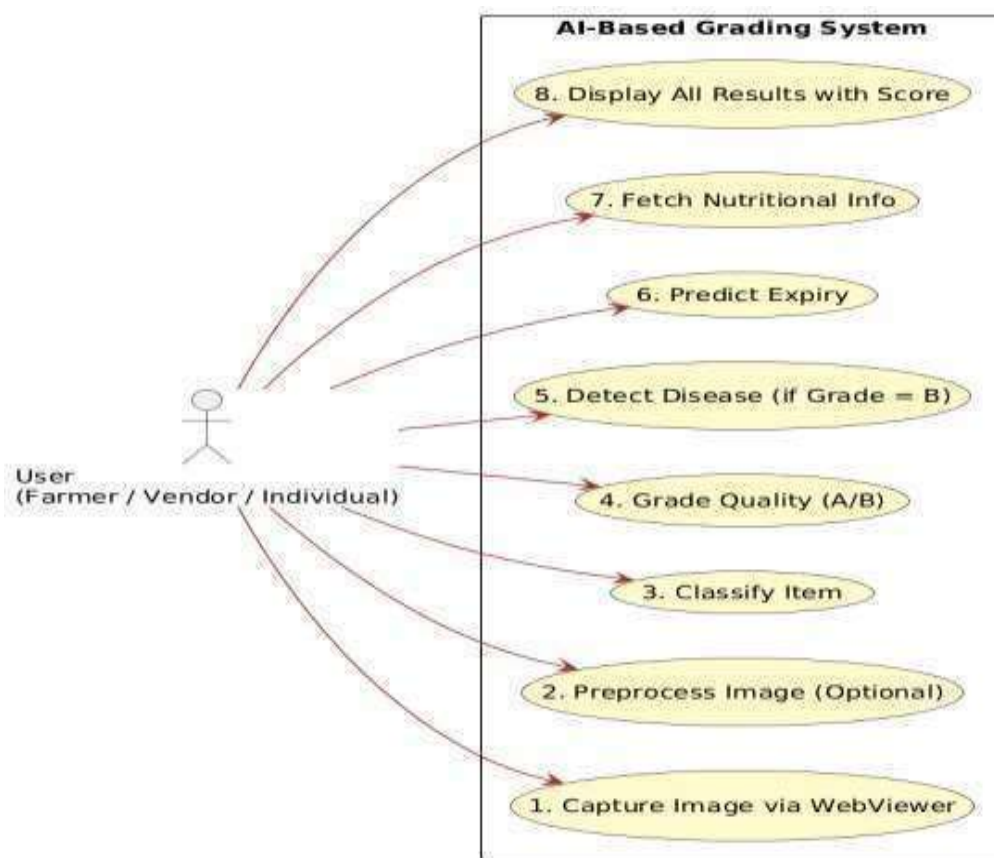 AI-Based Grading System
8. Display All Results with Score
7. Fetch Nutritional Info
6. Predict Expiry
5. Detect Disease (if Grade = B)
User
(Farmer / Vendor / Individual)
4. Grade Quality (A/B)
3. Classify Item
2. Preprocess Image (Optional)
1. Capture Image via WebViewer